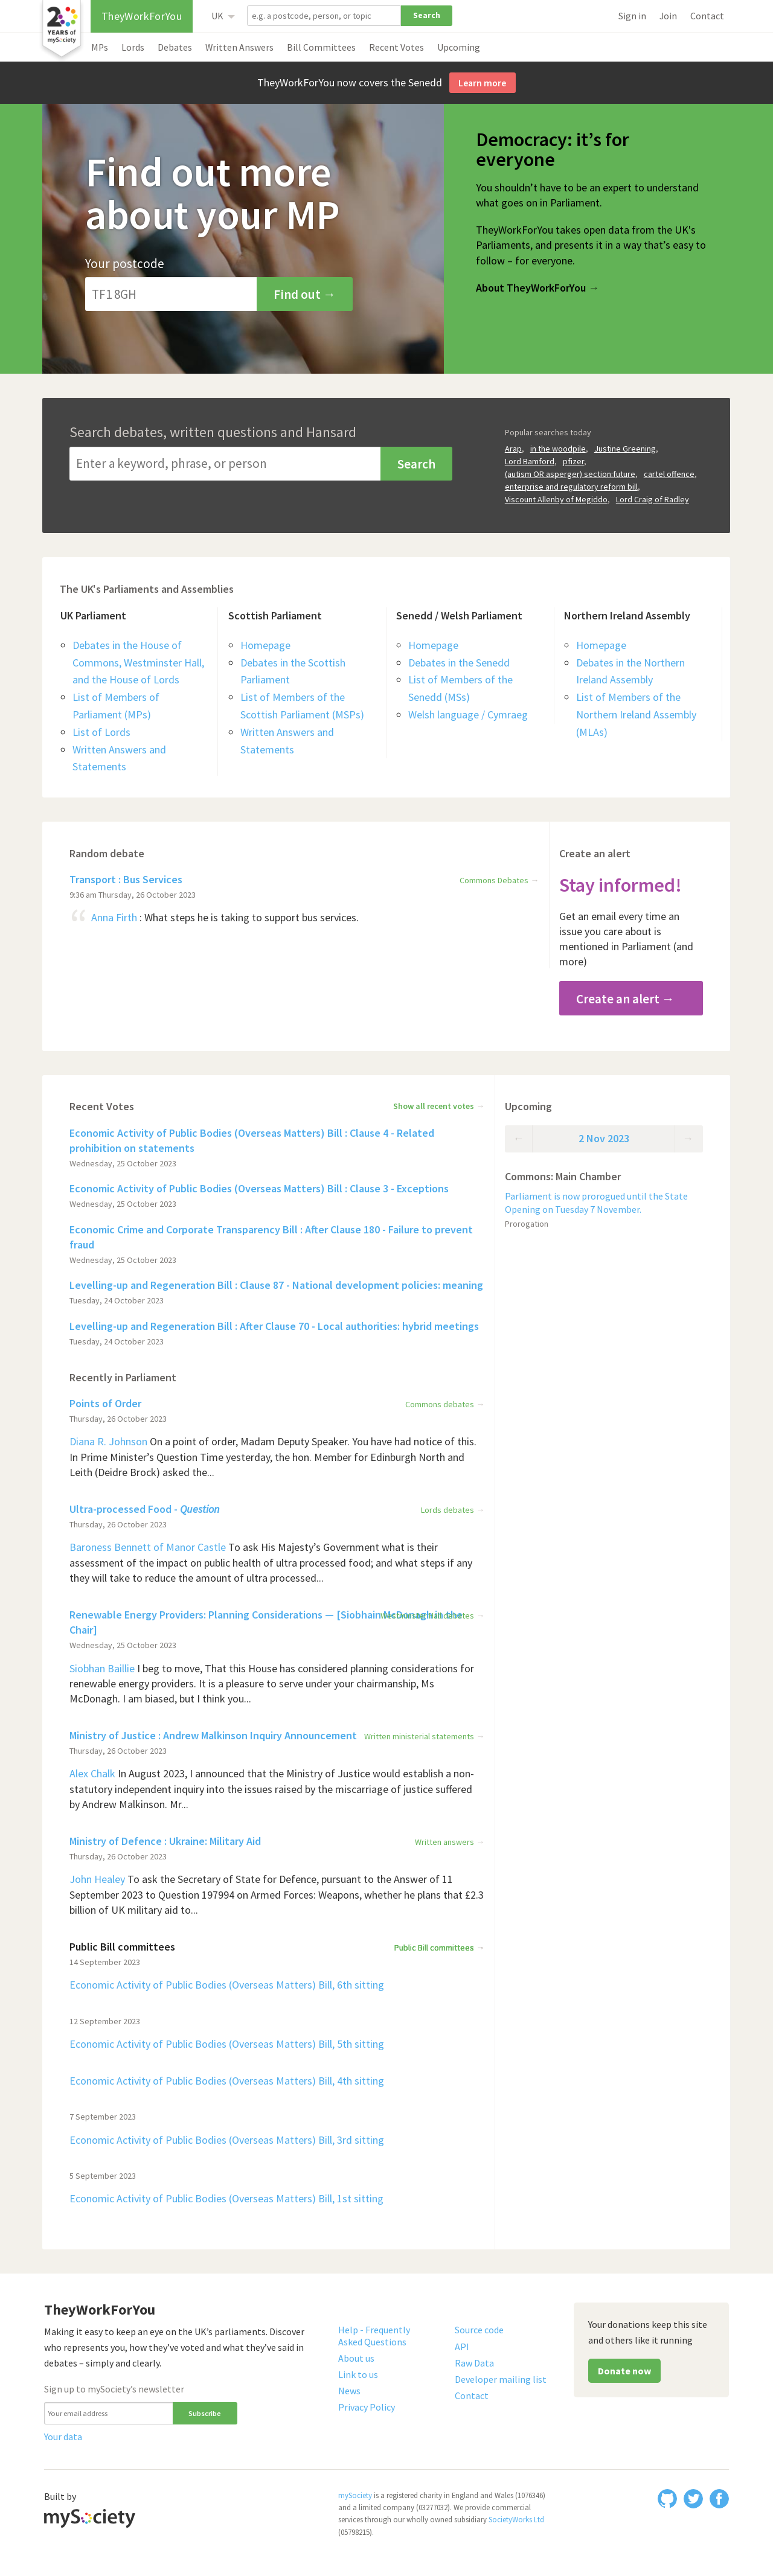 20
YEARS of
mySociety
TheyWorkForYou
UK
e.g. a postcode, person, or topic
Search
Sign in Join Contact
MPs Lords Debates Written Answers Bill Committees Recent Votes Upcoming
TheyWorkForYou now covers the Senedd Learn more
Find out more
about your MP
Your postcode
TF1 8GH
Find out →
Democracy: it’s for
everyone
You shouldn’t have to be an expert to understand
what goes on in Parliament.
TheyWorkForYou takes open data from the UK's
Parliaments, and presents it in a way that’s easy to
follow – for everyone.
About TheyWorkForYou →
Search debates, written questions and Hansard
Enter a keyword, phrase, or person
Search
Popular searches today
Arap, in the woodpile, Justine Greening,
Lord Bamford, pfizer,
(autism OR asperger) section:future, cartel offence,
enterprise and regulatory reform bill,
Viscount Allenby of Megiddo, Lord Craig of Radley
The UK's Parliaments and Assemblies
UK Parliament
Debates in the House of
Commons, Westminster Hall,
and the House of Lords
List of Members of
Parliament (MPs)
List of Lords
Written Answers and
Statements
Scottish Parliament
Homepage
Debates in the Scottish
Parliament
List of Members of the
Scottish Parliament (MSPs)
Written Answers and
Statements
Senedd / Welsh Parliament
Homepage
Debates in the Senedd
List of Members of the
Senedd (MSs)
Welsh language / Cymraeg
Northern Ireland Assembly
Homepage
Debates in the Northern
Ireland Assembly
List of Members of the
Northern Ireland Assembly
(MLAs)
Random debate
Transport : Bus Services
Commons Debates →
9:36 am Thursday, 26 October 2023
“ Anna Firth : What steps he is taking to support bus services.
Create an alert
Stay informed!
Get an email every time an
issue you care about is
mentioned in Parliament (and
more)
Create an alert →
Recent Votes
Show all recent votes →
Economic Activity of Public Bodies (Overseas Matters) Bill : Clause 4 - Related
prohibition on statements
Wednesday, 25 October 2023
Economic Activity of Public Bodies (Overseas Matters) Bill : Clause 3 - Exceptions
Wednesday, 25 October 2023
Economic Crime and Corporate Transparency Bill : After Clause 180 - Failure to prevent
fraud
Wednesday, 25 October 2023
Levelling-up and Regeneration Bill : Clause 87 - National development policies: meaning
Tuesday, 24 October 2023
Levelling-up and Regeneration Bill : After Clause 70 - Local authorities: hybrid meetings
Tuesday, 24 October 2023
Recently in Parliament
Points of Order
Commons debates →
Thursday, 26 October 2023
Diana R. Johnson On a point of order, Madam Deputy Speaker. You have had notice of this.
In Prime Minister’s Question Time yesterday, the hon. Member for Edinburgh North and
Leith (Deidre Brock) asked the...
Ultra-processed Food - Question
Lords debates →
Thursday, 26 October 2023
Baroness Bennett of Manor Castle To ask His Majesty’s Government what is their
assessment of the impact on public health of ultra processed food; and what steps if any
they will take to reduce the amount of ultra processed...
Renewable Energy Providers: Planning Considerations — [Siobhain McDonagh in the
Chair]
Wednesday, 25 October 2023
Siobhan Baillie I beg to move, That this House has considered planning considerations for
renewable energy providers. It is a pleasure to serve under your chairmanship, Ms
McDonagh. I am biased, but I think you...
Ministry of Justice : Andrew Malkinson Inquiry Announcement
Written ministerial statements →
Thursday, 26 October 2023
Alex Chalk In August 2023, I announced that the Ministry of Justice would establish a non-
statutory independent inquiry into the issues raised by the miscarriage of justice suffered
by Andrew Malkinson. Mr...
Ministry of Defence : Ukraine: Military Aid
Written answers →
Thursday, 26 October 2023
John Healey To ask the Secretary of State for Defence, pursuant to the Answer of 11
September 2023 to Question 197994 on Armed Forces: Weapons, whether he plans that £2.3
billion of UK military aid to...
Public Bill committees
Public Bill committees →
14 September 2023
Economic Activity of Public Bodies (Overseas Matters) Bill, 6th sitting
12 September 2023
Economic Activity of Public Bodies (Overseas Matters) Bill, 5th sitting
Economic Activity of Public Bodies (Overseas Matters) Bill, 4th sitting
7 September 2023
Economic Activity of Public Bodies (Overseas Matters) Bill, 3rd sitting
5 September 2023
Economic Activity of Public Bodies (Overseas Matters) Bill, 1st sitting
Upcoming
← 2 Nov 2023 →
Commons: Main Chamber
Parliament is now prorogued until the State
Opening on Tuesday 7 November.
Prorogation
TheyWorkForYou
Making it easy to keep an eye on the UK’s parliaments. Discover
who represents you, how they’ve voted and what they’ve said in
debates – simply and clearly.
Sign up to mySociety’s newsletter
Your email address
Subscribe
Your data
Help - Frequently
Asked Questions
About us
Link to us
News
Privacy Policy
Source code
API
Raw Data
Developer mailing list
Contact
Your donations keep this site
and others like it running
Donate now
Built by
mySociety
mySociety is a registered charity in England and Wales (1076346)
and a limited company (03277032). We provide commercial
services through our wholly owned subsidiary SocietyWorks Ltd
(05798215).